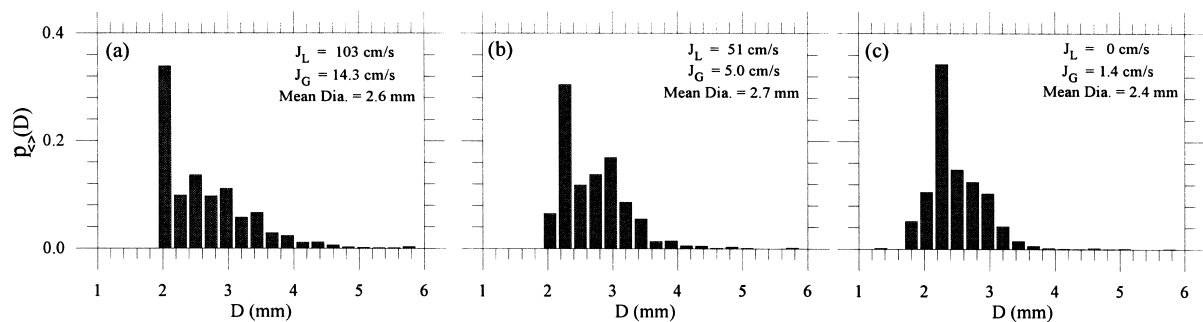 0.4
0.2
0.0
p<>(D)
(a)
J_L = 103 cm/s
J_G = 14.3 cm/s
Mean Dia. = 2.6 mm
1 2 3 4 5 6
D (mm)
(b)
J_L = 51 cm/s
J_G = 5.0 cm/s
Mean Dia. = 2.7 mm
1 2 3 4 5 6
D (mm)
(c)
J_L = 0 cm/s
J_G = 1.4 cm/s
Mean Dia. = 2.4 mm
1 2 3 4 5 6
D (mm)